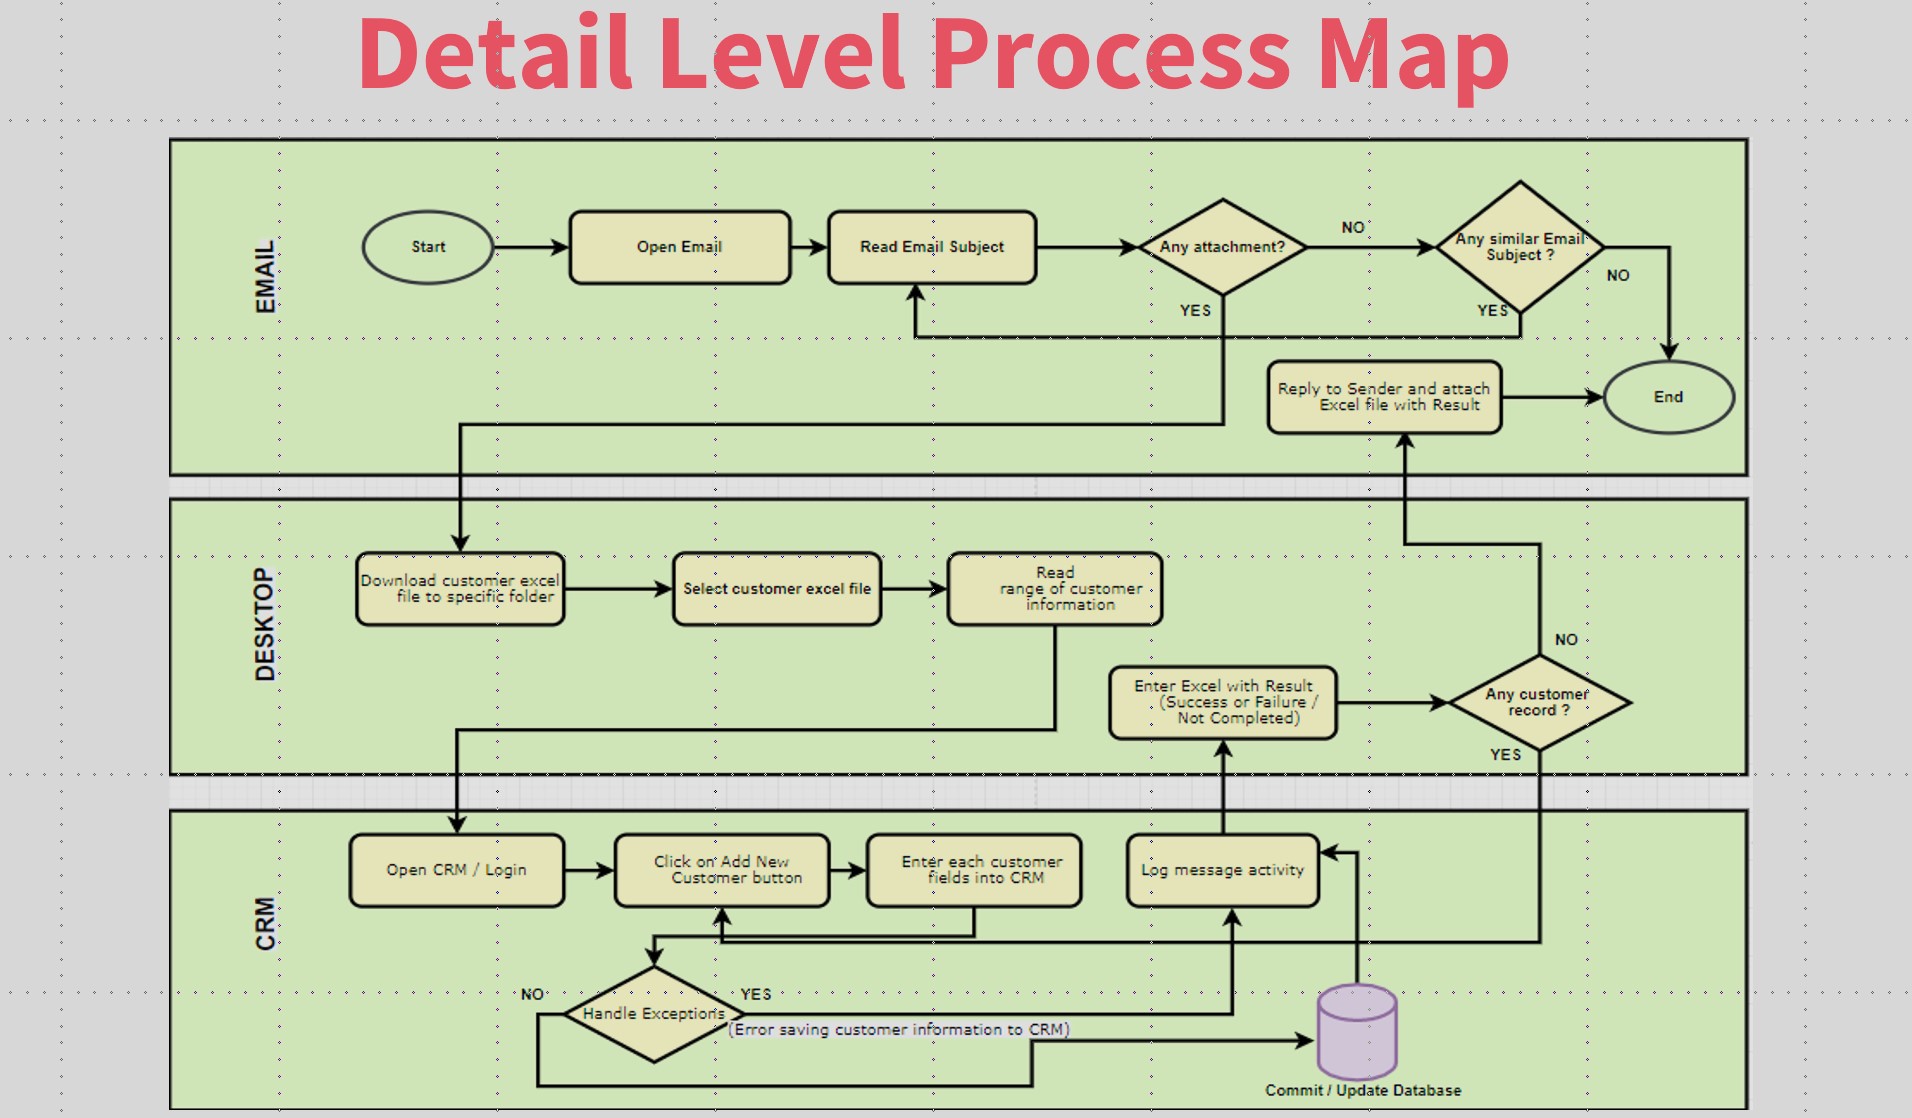 Detail Level Process Map
EMAIL
Start
Open Email
Read Email Subject
Any attachment?
NO
YES
Any similar Email
Subject ?
NO
YES
Reply to Sender and attach
Excel file with Result
End
DESKTOP
Download customer excel
file to specific folder
Select customer excel file
Read
range of customer
information
Enter Excel with Result
(Success or Failure /
Not Completed)
Any customer
record ?
NO
YES
CRM
Open CRM / Login
Click on Add New
Customer button
Enter each customer
fields into CRM
Log message activity
Handle Exceptions
NO
YES
(Error saving customer information to CRM)
Commit / Update Database